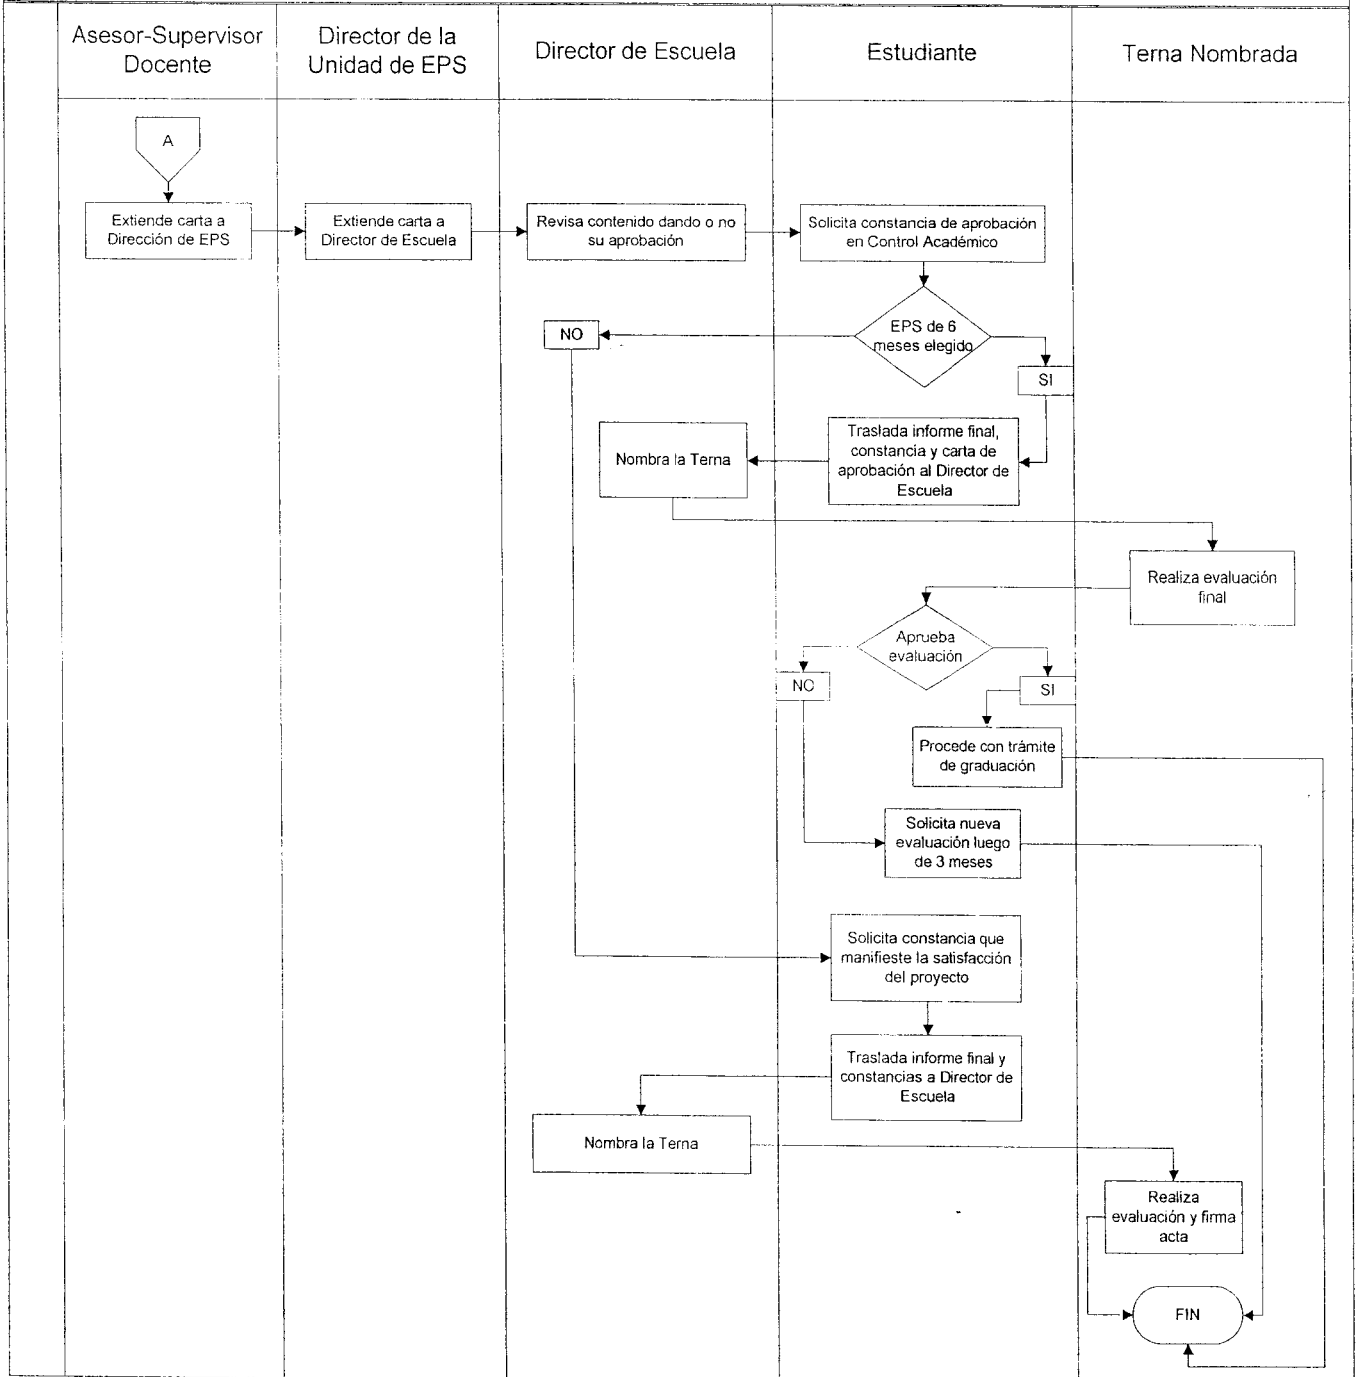 Asesor-Supervisor
Docente
Director de la
Unidad de EPS
Director de Escuela
Estudiante
Terna Nombrada
A
Extiende carta a
Dirección de EPS
Extiende carta a
Director de Escuela
Revisa contenido dando o no
su aprobación
Solicita constancia de aprobación
en Control Académico
EPS de 6
meses elegido
NO
SI
Traslada informe final,
constancia y carta de
aprobación al Director de
Escuela
Nombra la Terna
Realiza evaluación
final
Aprueba
evaluación
NO
SI
Procede con trámite
de graduación
Solicita nueva
evaluación luego
de 3 meses
Solicita constancia que
manifieste la satisfacción
del proyecto
Traslada informe final y
constancias a Director de
Escuela
Nombra la Terna
Realiza
evaluación y firma
acta
FIN